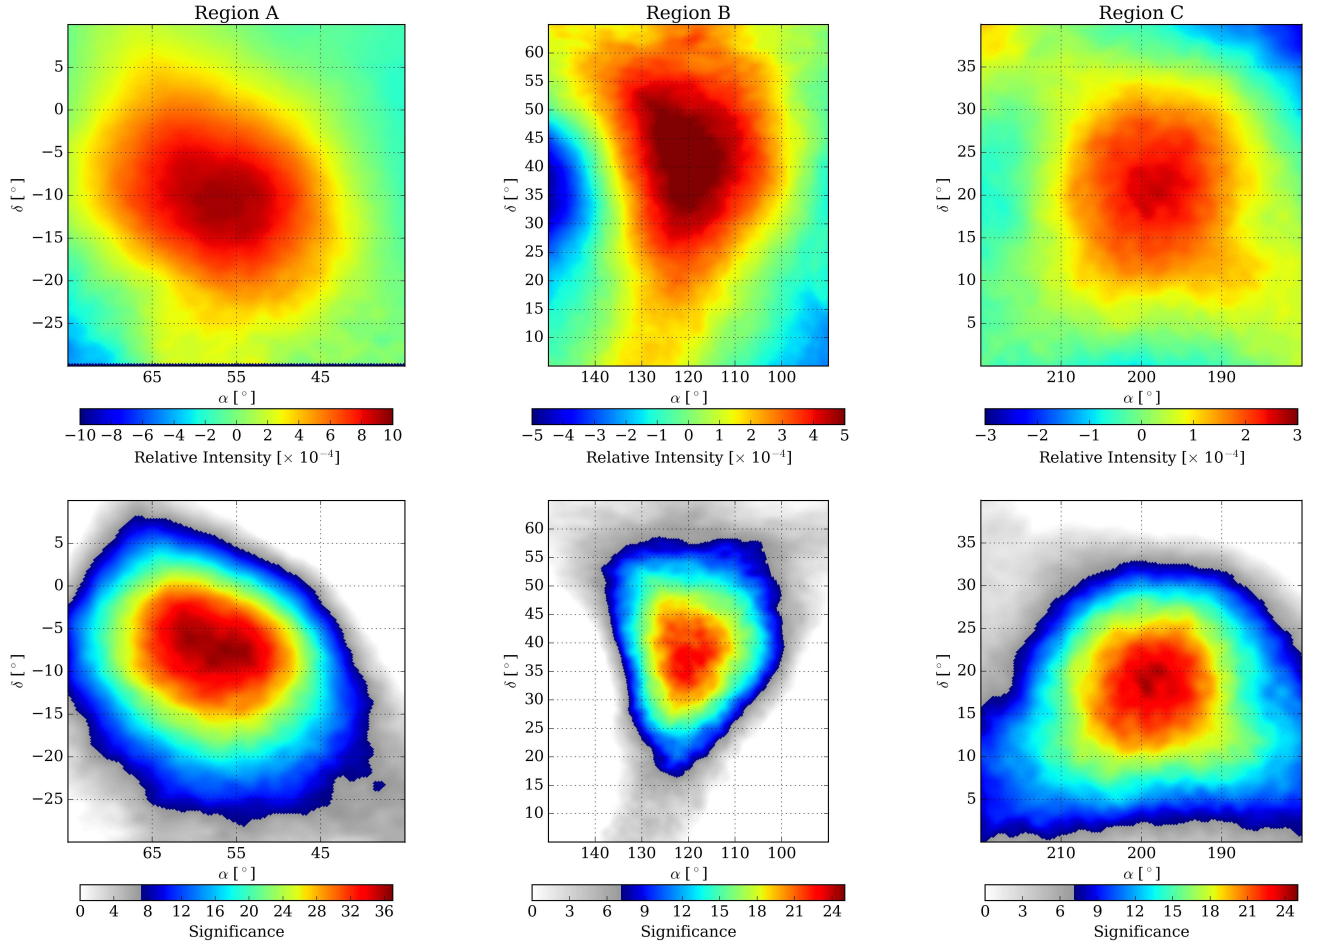 Region A
Region B
Region C
5
0
−5
−10
−15
−20
−25
δ [°]
65
55
45
α [°]
60
55
50
45
40
35
30
25
20
15
10
δ [°]
140
130
120
110
100
α [°]
35
30
25
20
15
10
5
δ [°]
210
200
190
α [°]
−10 −8 −6 −4 −2 0 2 4 6 8 10
Relative Intensity [× 10⁻⁴]
−5 −4 −3 −2 −1 0 1 2 3 4 5
Relative Intensity [× 10⁻⁴]
−3 −2 −1 0 1 2 3
Relative Intensity [× 10⁻⁴]
5
0
−5
−10
−15
−20
−25
δ [°]
65
55
45
α [°]
60
55
50
45
40
35
30
25
20
15
10
δ [°]
140
130
120
110
100
α [°]
35
30
25
20
15
10
5
δ [°]
210
200
190
α [°]
0 4 8 12 16 20 24 28 32 36
Significance
0 3 6 9 12 15 18 21 24
Significance
0 3 6 9 12 15 18 21 24
Significance